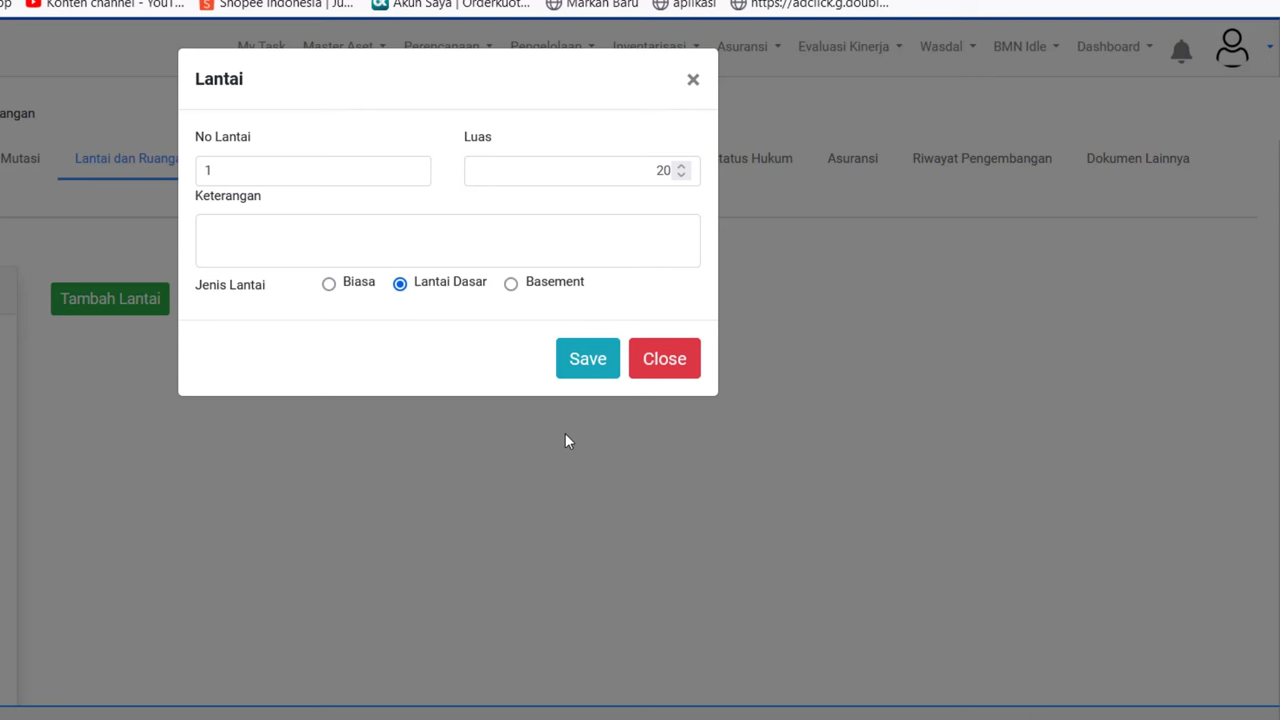 op Konten channel - YouT... Shopee Indonesia | Ju... Akun Saya | Orderkuot... Markah Baru aplikasi https://adclick.g.doubl...
My Task Master Aset Perencanaan Pengelolaan Inventarisasi Asuransi Evaluasi Kinerja Wasdal BMN Idle Dashboard
Lantai ×
angan
No Lantai Luas
Mutasi Lantai dan Ruanga tatus Hukum Asuransi Riwayat Pengembangan Dokumen Lainnya
1 20
Keterangan
Jenis Lantai Biasa Lantai Dasar Basement
Tambah Lantai
Save Close